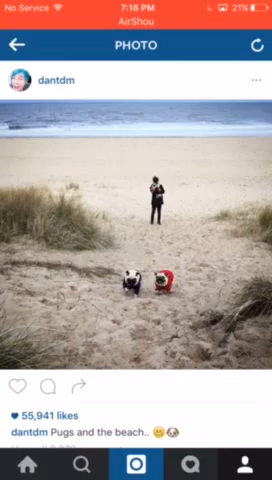 No Service 7:16 PM 21%
AirShou
PHOTO
dantdm
55,941 likes
dantdm Pugs and the beach..